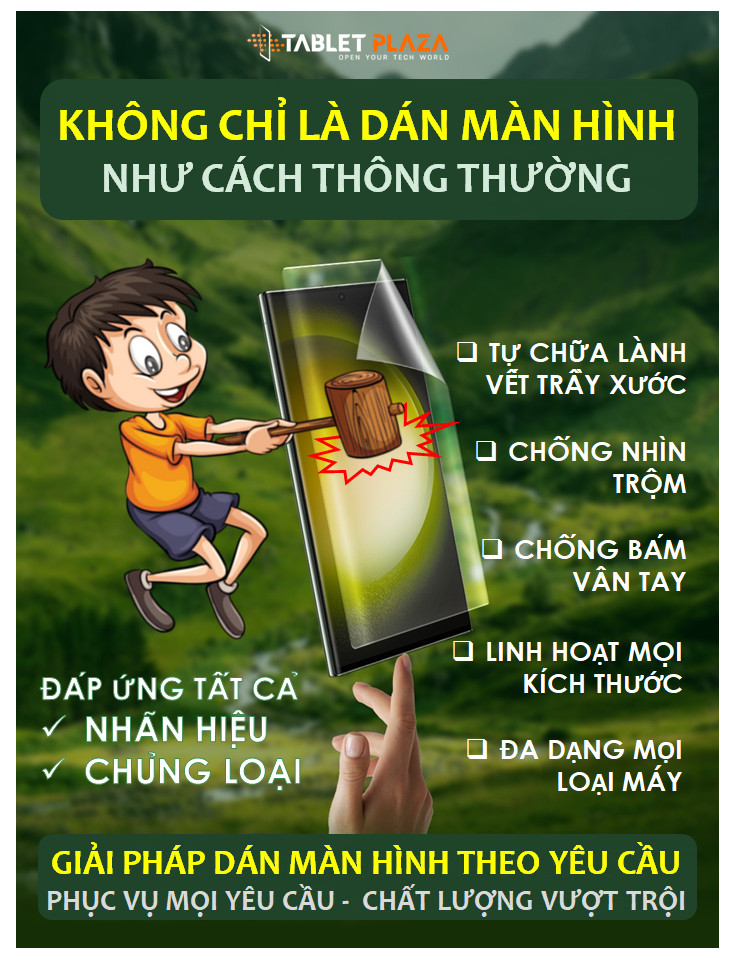 TABLET PLAZA
OPEN YOUR TECH WORLD
KHÔNG CHỈ LÀ DÁN MÀN HÌNH
NHƯ CÁCH THÔNG THƯỜNG
❑ TỰ CHỮA LÀNH
VẾT TRẦY XƯỚC
❑ CHỐNG NHÌN
TRỘM
❑ CHỐNG BÁM
VÂN TAY
❑ LINH HOẠT MỌI
KÍCH THƯỚC
❑ ĐA DẠNG MỌI
LOẠI MÁY
ĐÁP ỨNG TẤT CẢ
✓ NHÃN HIỆU
✓ CHỦNG LOẠI
GIẢI PHÁP DÁN MÀN HÌNH THEO YÊU CẦU
PHỤC VỤ MỌI YÊU CẦU - CHẤT LƯỢNG VƯỢT TRỘI